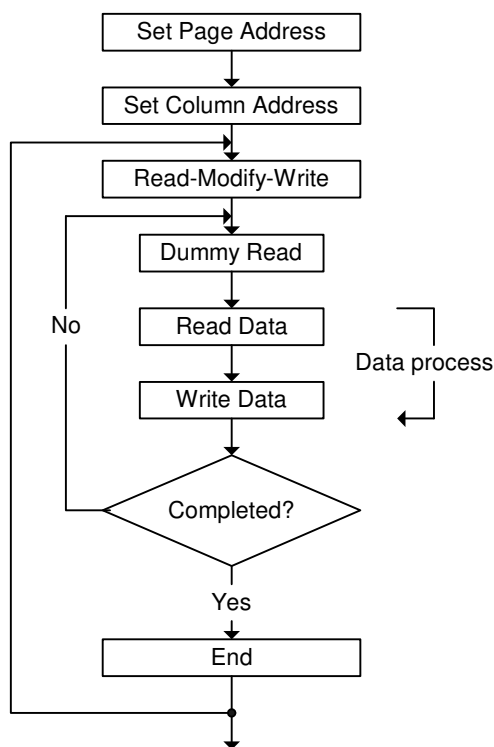 Set Page Address
Set Column Address
Read-Modify-Write
Dummy Read
No
Read Data
Data process
Write Data
Completed?
Yes
End